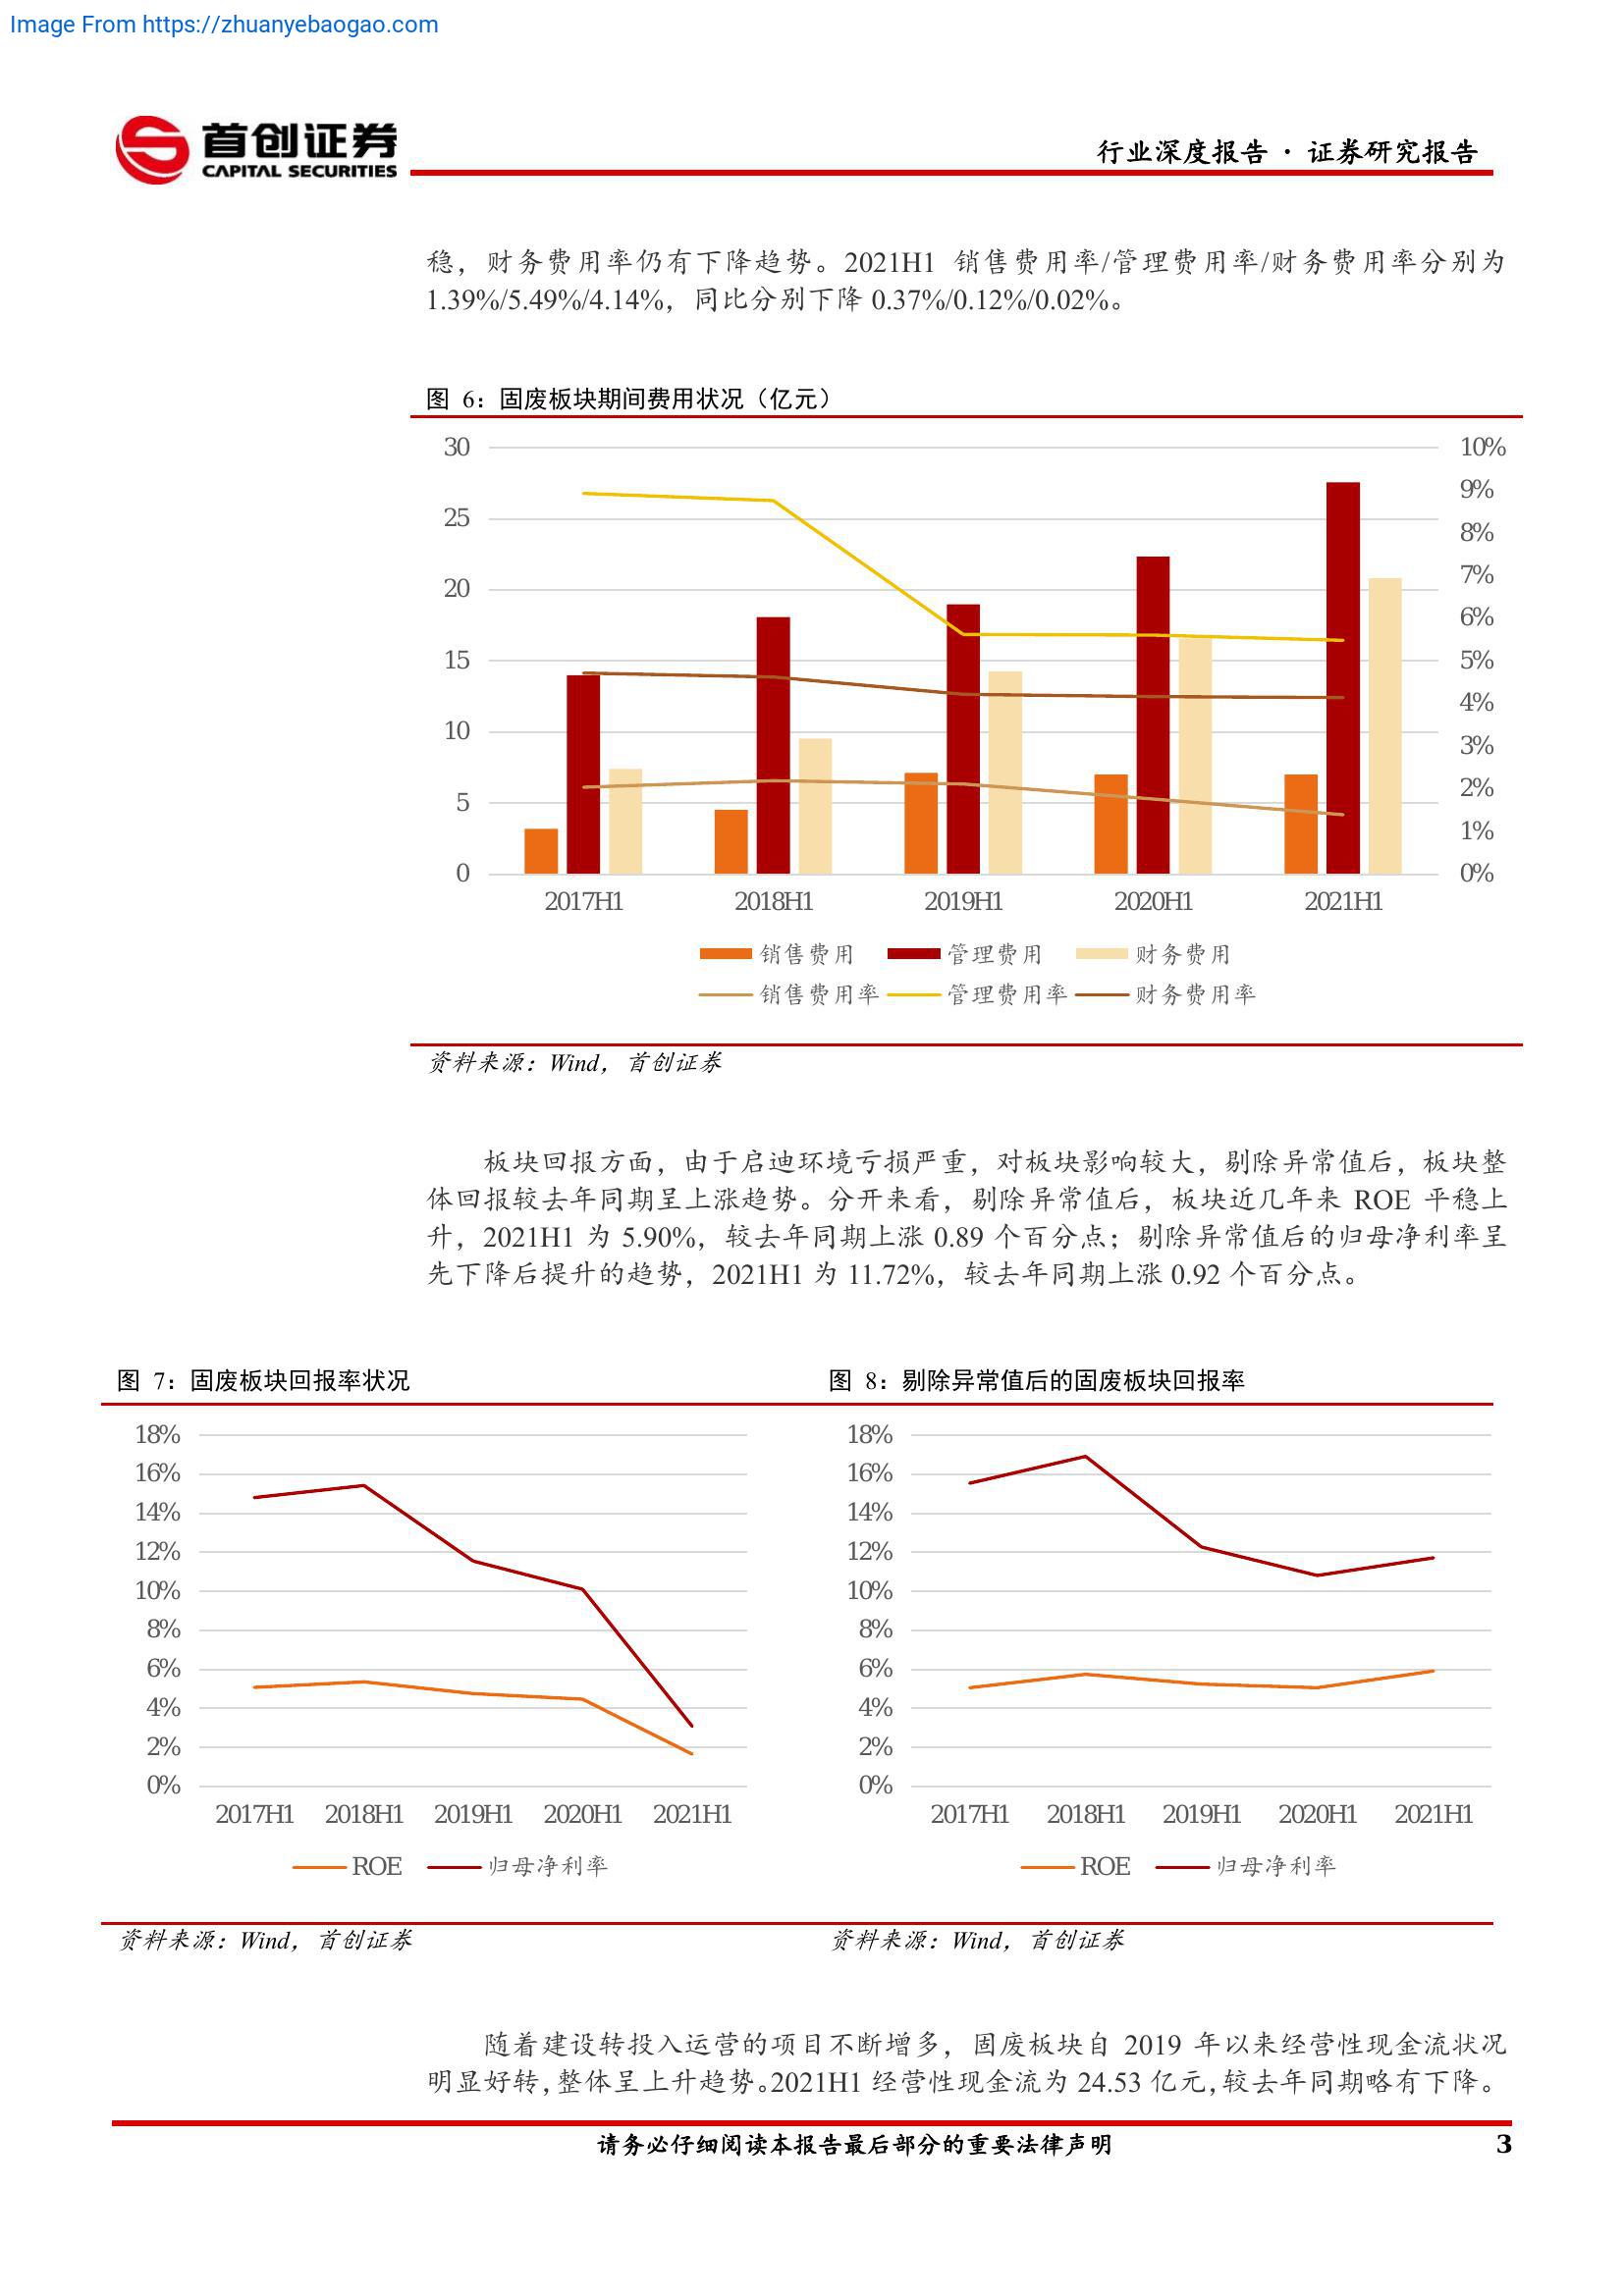 Image From https://zhuanyebaogao.com
首创证券
CAPITAL SECURITIES
行业深度报告 · 证券研究报告
稳，财务费用率仍有下降趋势。2021H1 销售费用率/管理费用率/财务费用率分别为
1.39%/5.49%/4.14%，同比分别下降 0.37%/0.12%/0.02%。
图 6：固废板块期间费用状况（亿元）
30
25
20
15
10
5
0
10%
9%
8%
7%
6%
5%
4%
3%
2%
1%
0%
2017H1 2018H1 2019H1 2020H1 2021H1
销售费用 管理费用 财务费用
销售费用率 管理费用率 财务费用率
资料来源：Wind，首创证券
板块回报方面，由于启迪环境亏损严重，对板块影响较大，剔除异常值后，板块整
体回报较去年同期呈上涨趋势。分开来看，剔除异常值后，板块近几年来 ROE 平稳上
升，2021H1 为 5.90%，较去年同期上涨 0.89 个百分点；剔除异常值后的归母净利率呈
先下降后提升的趋势，2021H1 为 11.72%，较去年同期上涨 0.92 个百分点。
图 7：固废板块回报率状况
18%
16%
14%
12%
10%
8%
6%
4%
2%
0%
2017H1 2018H1 2019H1 2020H1 2021H1
ROE 归母净利率
资料来源：Wind，首创证券
图 8：剔除异常值后的固废板块回报率
18%
16%
14%
12%
10%
8%
6%
4%
2%
0%
2017H1 2018H1 2019H1 2020H1 2021H1
ROE 归母净利率
资料来源：Wind，首创证券
随着建设转投入运营的项目不断增多，固废板块自 2019 年以来经营性现金流状况
明显好转，整体呈上升趋势。2021H1 经营性现金流为 24.53 亿元，较去年同期略有下降。
请务必仔细阅读本报告最后部分的重要法律声明
3